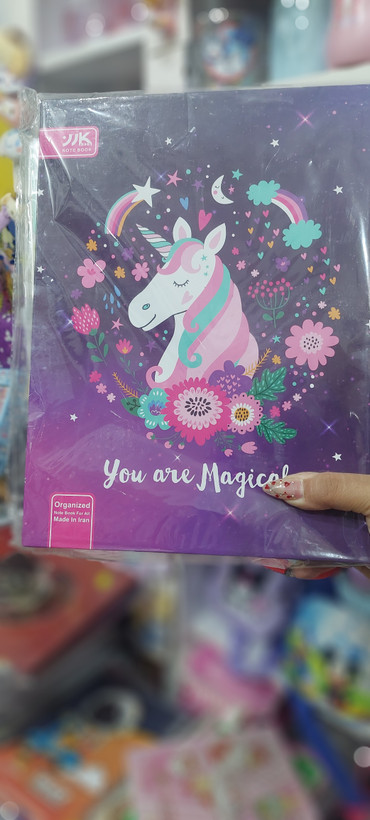 NOTE BOOK
You are Magical
Organized
Note Book For All
Made In Iran